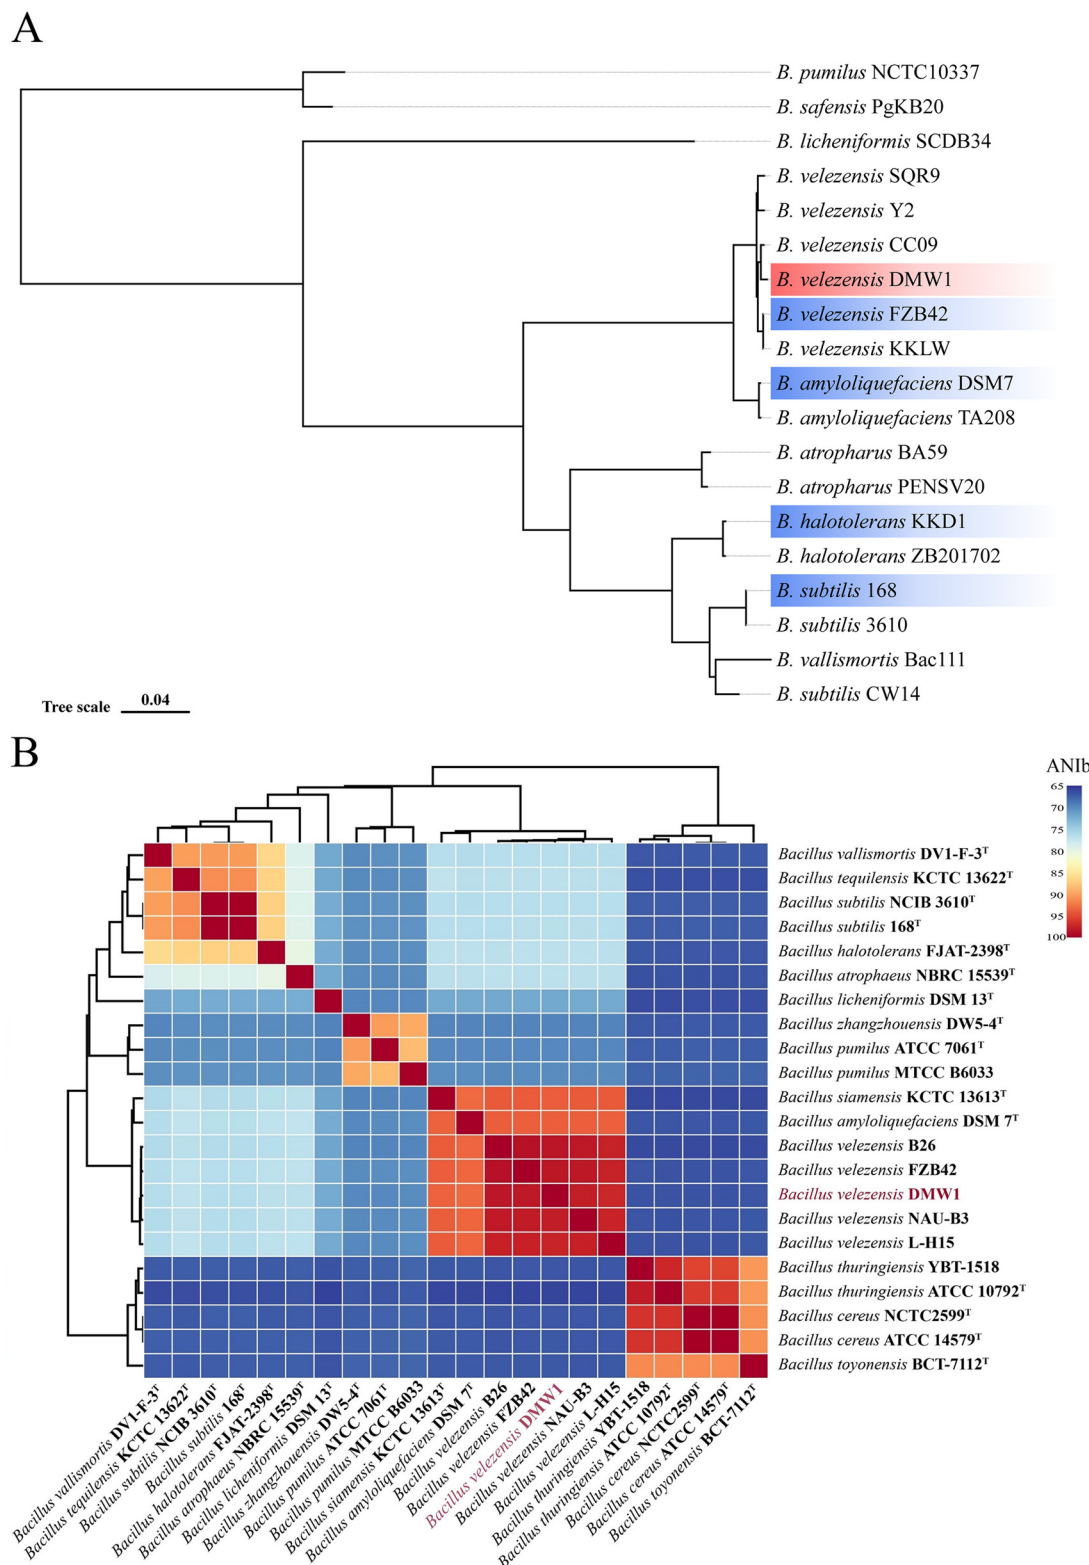 A
B. pumilus NCTC10337
B. safensis PgKB20
B. licheniformis SCDB34
B. velezensis SQR9
B. velezensis Y2
B. velezensis CC09
B. velezensis DMW1
B. velezensis FZB42
B. velezensis KKLW
B. amyloliquefaciens DSM7
B. amyloliquefaciens TA208
B. atropharus BA59
B. atropharus PENSV20
B. halotolerans KKD1
B. halotolerans ZB201702
B. subtilis 168
B. subtilis 3610
B. vallismortis Bac111
B. subtilis CW14
Tree scale 0.04
B
ANIb
65
70
75
80
85
90
95
100
Bacillus vallismortis DV1-F-3ᵀ
Bacillus tequilensis KCTC 13622ᵀ
Bacillus subtilis NCIB 3610ᵀ
Bacillus subtilis 168ᵀ
Bacillus halotolerans FJAT-2398ᵀ
Bacillus atrophaeus NBRC 15539ᵀ
Bacillus licheniformis DSM 13ᵀ
Bacillus zhangzhouensis DW5-4ᵀ
Bacillus pumilus ATCC 7061ᵀ
Bacillus pumilus MTCC B6033
Bacillus siamensis KCTC 13613ᵀ
Bacillus amyloliquefaciens DSM 7ᵀ
Bacillus velezensis B26
Bacillus velezensis FZB42
Bacillus velezensis DMW1
Bacillus velezensis NAU-B3
Bacillus velezensis L-H15
Bacillus thuringiensis YBT-1518
Bacillus thuringiensis ATCC 10792ᵀ
Bacillus cereus NCTC2599ᵀ
Bacillus cereus ATCC 14579ᵀ
Bacillus toyonensis BCT-7112ᵀ
Bacillus vallismortis DV1-F-3ᵀ
Bacillus tequilensis KCTC 13622ᵀ
Bacillus subtilis NCIB 3610ᵀ
Bacillus subtilis 168ᵀ
Bacillus halotolerans FJAT-2398ᵀ
Bacillus atrophaeus NBRC 15539ᵀ
Bacillus licheniformis DSM 13ᵀ
Bacillus zhangzhouensis DW5-4ᵀ
Bacillus pumilus ATCC 7061ᵀ
Bacillus pumilus MTCC B6033
Bacillus siamensis KCTC 13613ᵀ
Bacillus amyloliquefaciens DSM 7ᵀ
Bacillus velezensis B26
Bacillus velezensis FZB42
Bacillus velezensis DMW1
Bacillus velezensis NAU-B3
Bacillus velezensis L-H15
Bacillus thuringiensis YBT-1518
Bacillus thuringiensis ATCC 10792ᵀ
Bacillus cereus NCTC2599ᵀ
Bacillus cereus ATCC 14579ᵀ
Bacillus toyonensis BCT-7112ᵀ